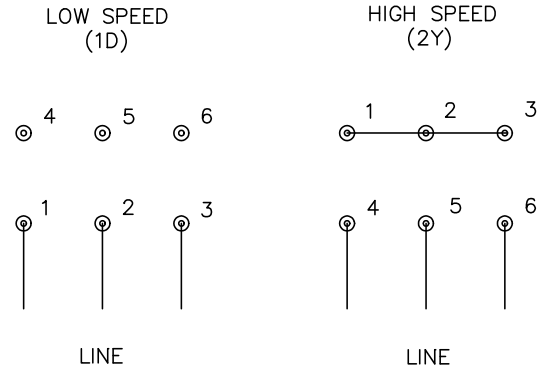 LOW SPEED
(1D)
4 5 6
1 2 3
LINE
HIGH SPEED
(2Y)
1 2 3
4 5 6
LINE